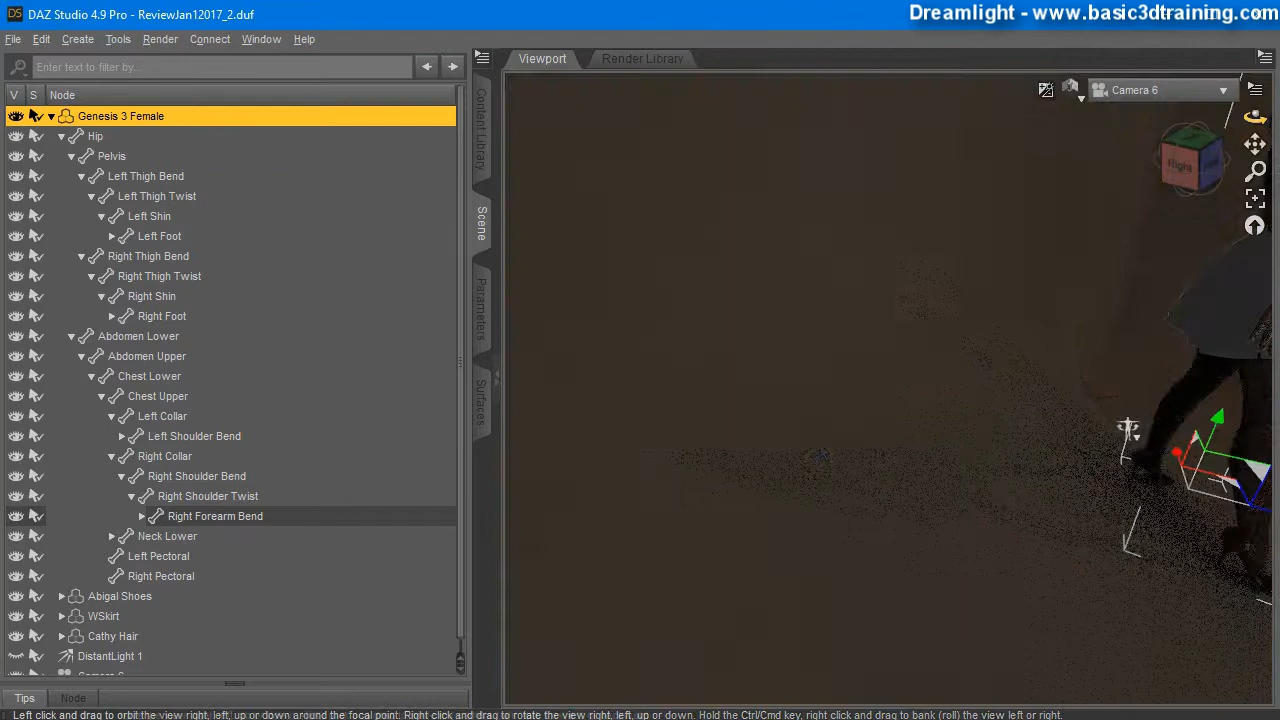 DAZ Studio 4.9 Pro - ReviewJan12017_2.duf
Dreamlight - www.basic3dtraining.com
File Edit Create Tools Render Connect Window Help
Enter text to filter by...
Viewport Render Library
V S Node
Camera 6
Genesis 3 Female
Hip
Pelvis
Left Thigh Bend
Left Thigh Twist
Left Shin
Left Foot
Right Thigh Bend
Right Thigh Twist
Right Shin
Right Foot
Abdomen Lower
Abdomen Upper
Chest Lower
Chest Upper
Left Collar
Left Shoulder Bend
Right Collar
Right Shoulder Bend
Right Shoulder Twist
Right Forearm Bend
Neck Lower
Left Pectoral
Right Pectoral
Abigal Shoes
WSkirt
Cathy Hair
DistantLight 1
Content Library
Scene
Parameters
Surfaces
Right
Tips Node
Left click and drag to orbit the view right, left, up or down around the focal point. Right click and drag to rotate the view right, left, up or down. Hold the Ctrl/Cmd key, right click and drag to bank (roll) the view left or right.